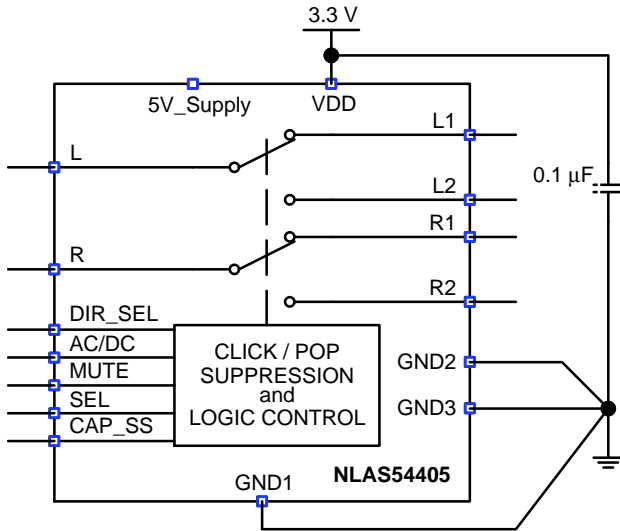 3.3 V
5V_Supply
VDD
L
L1
0.1 μF
L2
R1
R
R2
DIR_SEL
AC/DC
MUTE
SEL
CAP_SS
CLICK / POP
SUPPRESSION
and
LOGIC CONTROL
GND2
GND3
GND1
NLAS54405